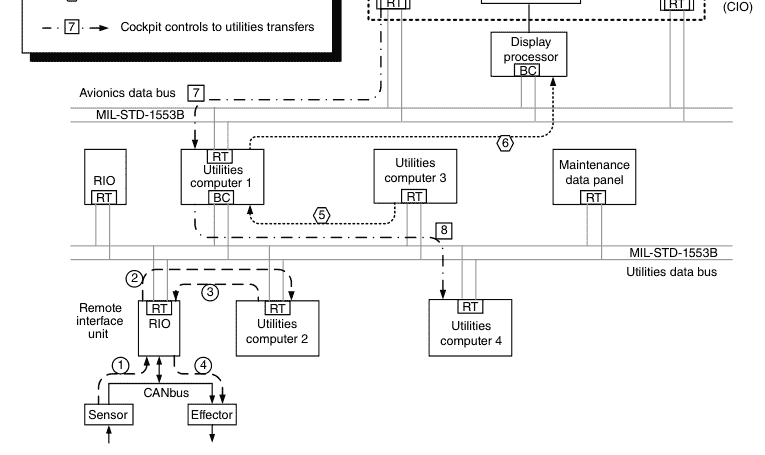 RT
RT
(CIO)
7
Cockpit controls to utilities transfers
Display
processor
BC
Avionics data bus
7
MIL-STD-1553B
6
RT
Utilities
computer 1
BC
RIO
RT
Utilities
computer 3
RT
Maintenance
data panel
RT
5
8
MIL-STD-1553B
Utilities data bus
2
3
Remote
interface
unit
RT
RIO
RT
Utilities
computer 2
RT
Utilities
computer 4
1
4
CANbus
Sensor
Effector